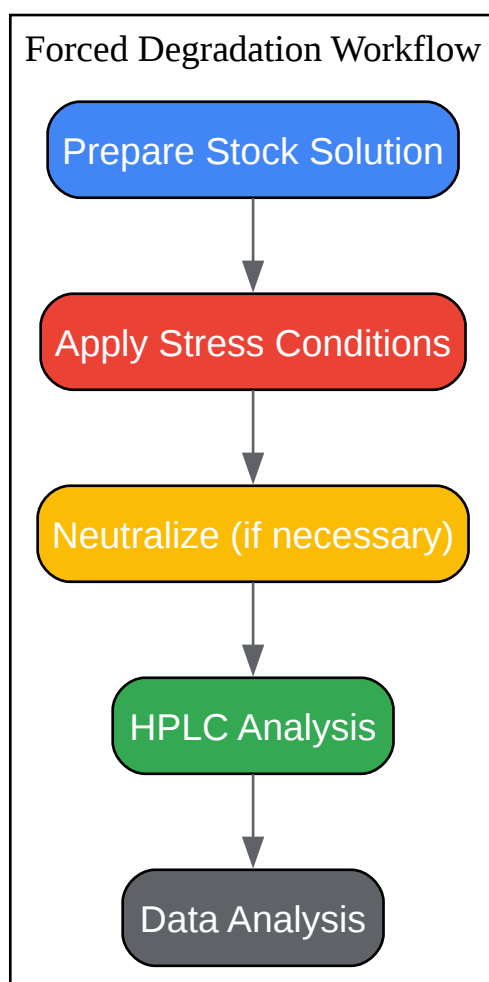 Forced Degradation Workflow
Prepare Stock Solution
Apply Stress Conditions
Neutralize (if necessary)
HPLC Analysis
Data Analysis